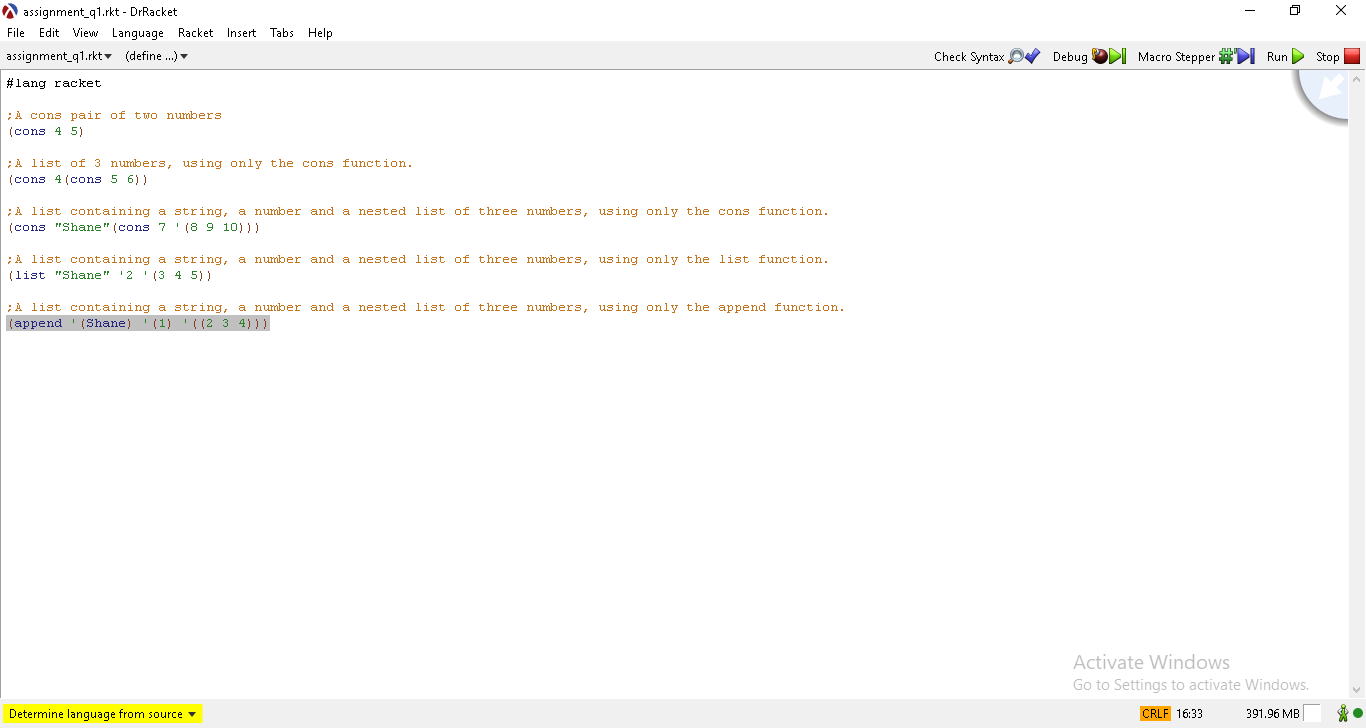 assignment_q1.rkt - DrRacket
File Edit View Language Racket Insert Tabs Help
assignment_q1.rkt (define ...) Check Syntax Debug Macro Stepper Run Stop
#lang racket
;A cons pair of two numbers
(cons 4 5)
;A list of 3 numbers, using only the cons function.
(cons 4(cons 5 6))
;A list containing a string, a number and a nested list of three numbers, using only the cons function.
(cons "Shane"(cons 7 '(8 9 10)))
;A list containing a string, a number and a nested list of three numbers, using only the list function.
(list "Shane" '2 '(3 4 5))
;A list containing a string, a number and a nested list of three numbers, using only the append function.
(append '(Shane) '(1) '((2 3 4)))
Activate Windows
Go to Settings to activate Windows.
Determine language from source CRLF 16:33 391.96 MB